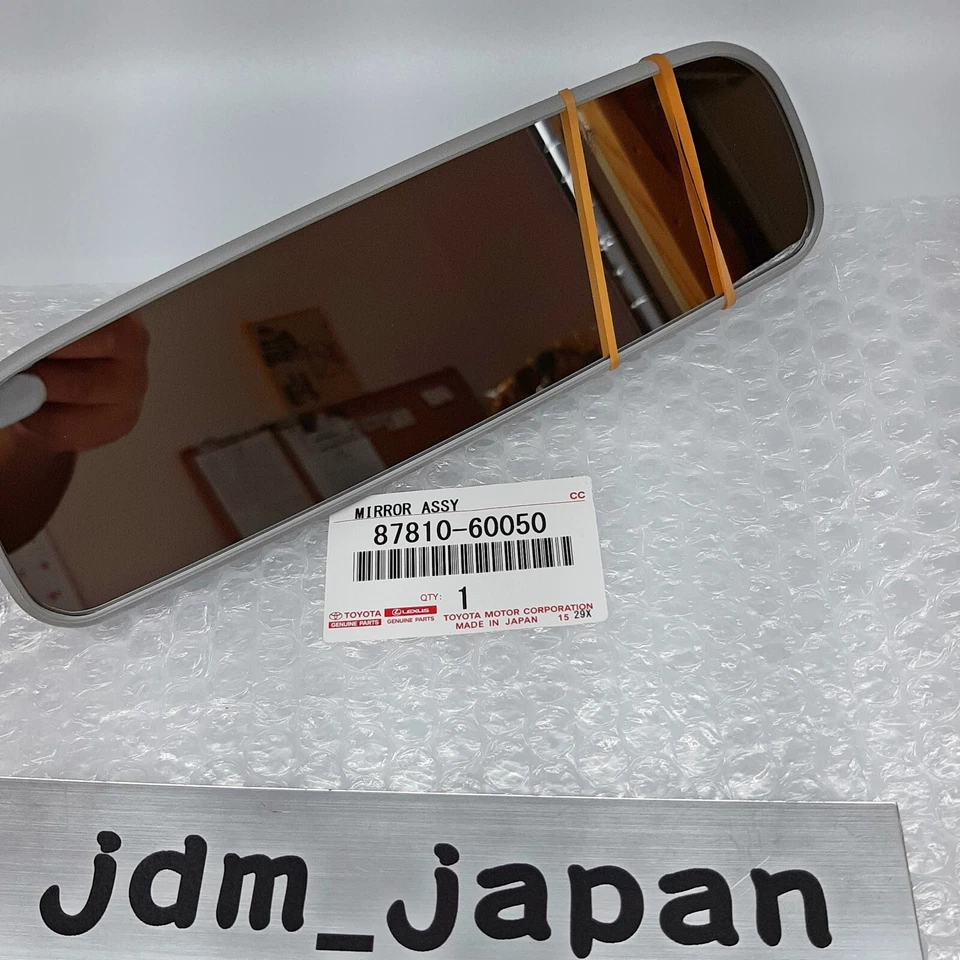 MIRROR ASSY
CC
87810-60050
QTY: 1
TOYOTA LEXUS TOYOTA MOTOR CORPORATION
GENUINE PARTS GENUINE PARTS MADE IN JAPAN 15 29X
jdm_japan